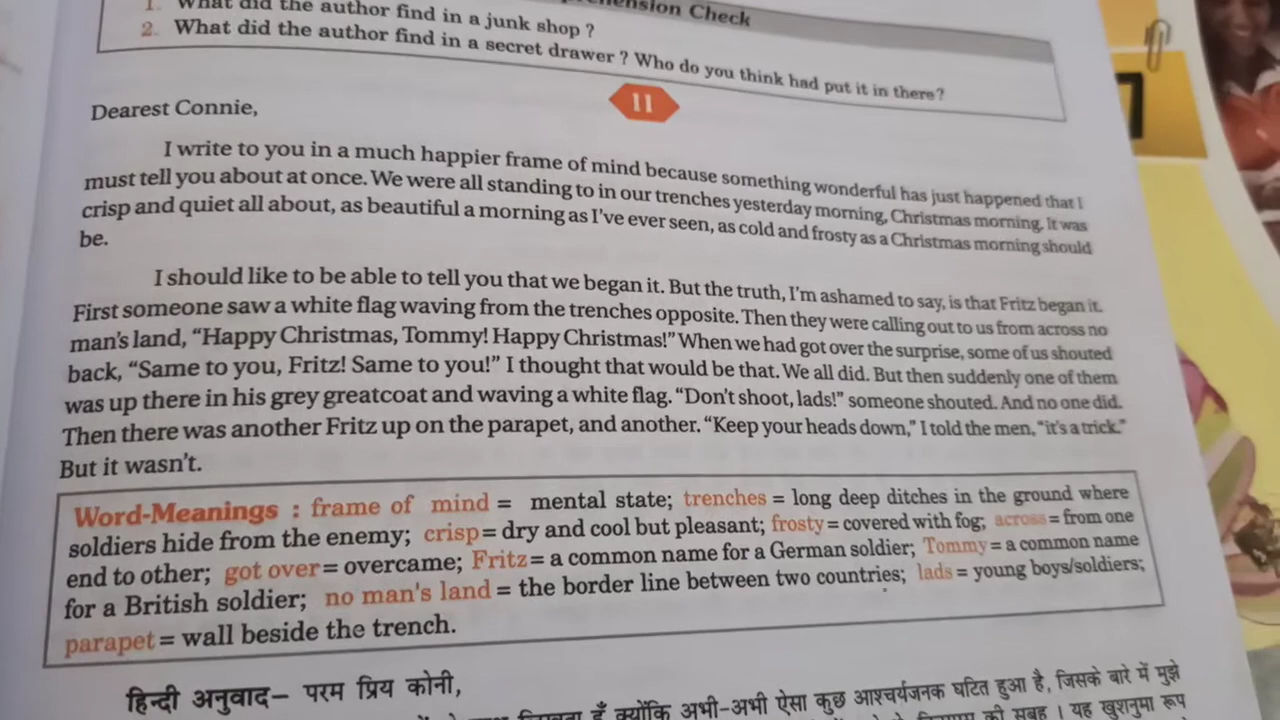 hension Check
1. What did the author find in a junk shop ?
2. What did the author find in a secret drawer ? Who do you think had put it in there?
II
Dearest Connie,
I write to you in a much happier frame of mind because something wonderful has just happened that I
must tell you about at once. We were all standing to in our trenches yesterday morning, Christmas morning. It was
crisp and quiet all about, as beautiful a morning as I've ever seen, as cold and frosty as a Christmas morning should
be.
I should like to be able to tell you that we began it. But the truth, I'm ashamed to say, is that Fritz began it.
First someone saw a white flag waving from the trenches opposite. Then they were calling out to us from across no
man's land, “Happy Christmas, Tommy! Happy Christmas!” When we had got over the surprise, some of us shouted
back, “Same to you, Fritz! Same to you!” I thought that would be that. We all did. But then suddenly one of them
was up there in his grey greatcoat and waving a white flag. “Don't shoot, lads!” someone shouted. And no one did.
Then there was another Fritz up on the parapet, and another. “Keep your heads down,” I told the men, “it's a trick.”
But it wasn't.
Word-Meanings : frame of mind = mental state; trenches = long deep ditches in the ground where
soldiers hide from the enemy; crisp = dry and cool but pleasant; frosty = covered with fog; across = from one
end to other; got over = overcame; Fritz = a common name for a German soldier; Tommy = a common name
for a British soldier; no man's land = the border line between two countries; lads = young boys/soldiers;
parapet = wall beside the trench.
हिन्दी अनुवाद– परम प्रिय कोनी,
हूँ क्योंकि अभी-अभी ऐसा कुछ आश्चर्यजनक घटित हुआ है, जिसके बारे में मुझे
की सुबह । यह खुशनुमा रूप